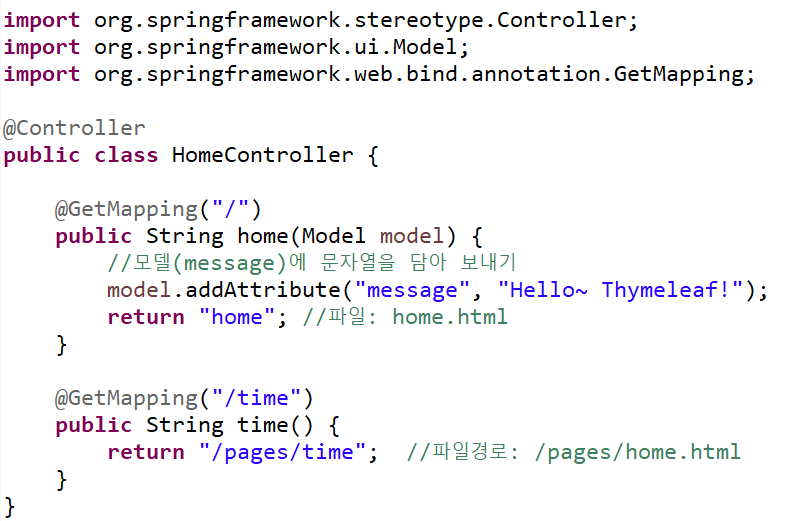 import org.springframework.stereotype.Controller;
import org.springframework.ui.Model;
import org.springframework.web.bind.annotation.GetMapping;
@Controller
public class HomeController {
@GetMapping("/")
public String home(Model model) {
//모델(message)에 문자열을 담아 보내기
model.addAttribute("message", "Hello~ Thymeleaf!");
return "home"; //파일: home.html
}
@GetMapping("/time")
public String time() {
return "/pages/time";  //파일경로: /pages/home.html
}
}